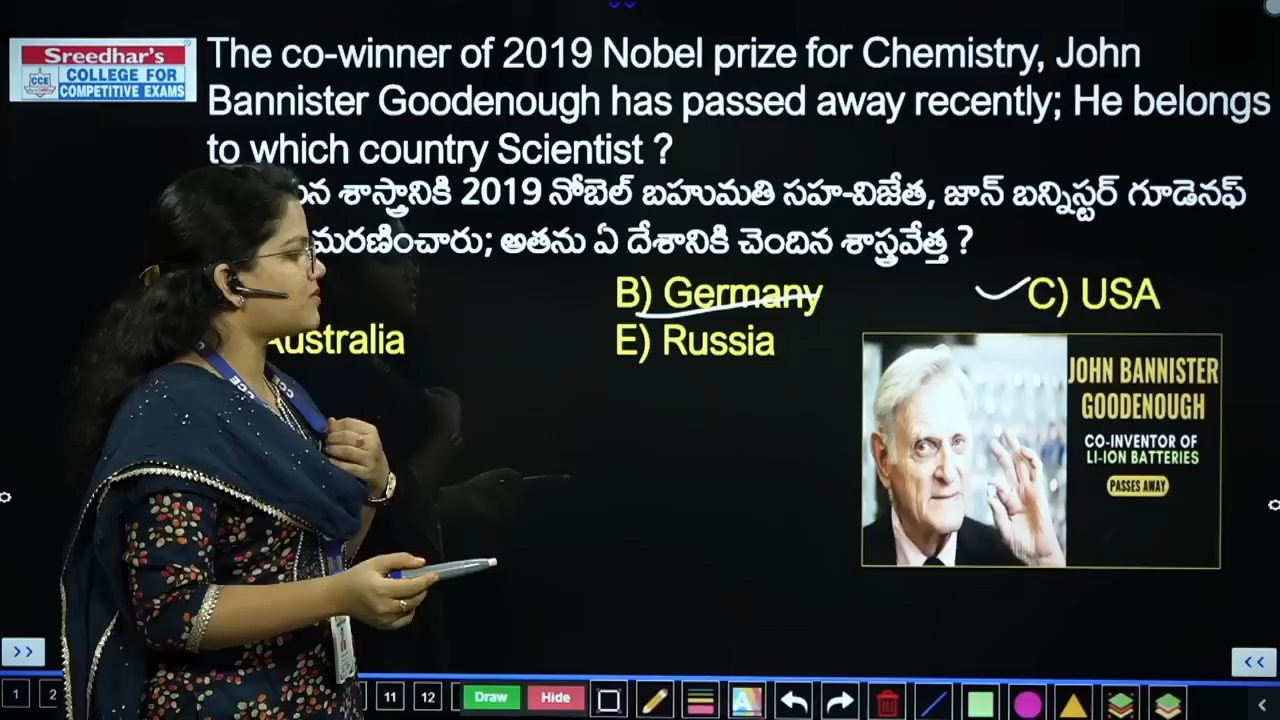 Sreedhar's
COLLEGE FOR
CCE
COMPETITIVE EXAMS
The co-winner of 2019 Nobel prize for Chemistry, John
Bannister Goodenough has passed away recently; He belongs
to which country Scientist ?
శాస్త్రానికి 2019 నోబెల్ బహుమతి సహ-విజేత, జాన్ బన్నిస్టర్ గూడెనఫ్
మరణించారు; అతను ఏ దేశానికి చెందిన శాస్త్రవేత్త ?
B) Germany
C) USA
Australia
E) Russia
JOHN BANNISTER
GOODENOUGH
CO-INVENTOR OF
LI-ION BATTERIES
PASSES AWAY
CCE
>>
<<
1
2
11
12
Draw
Hide